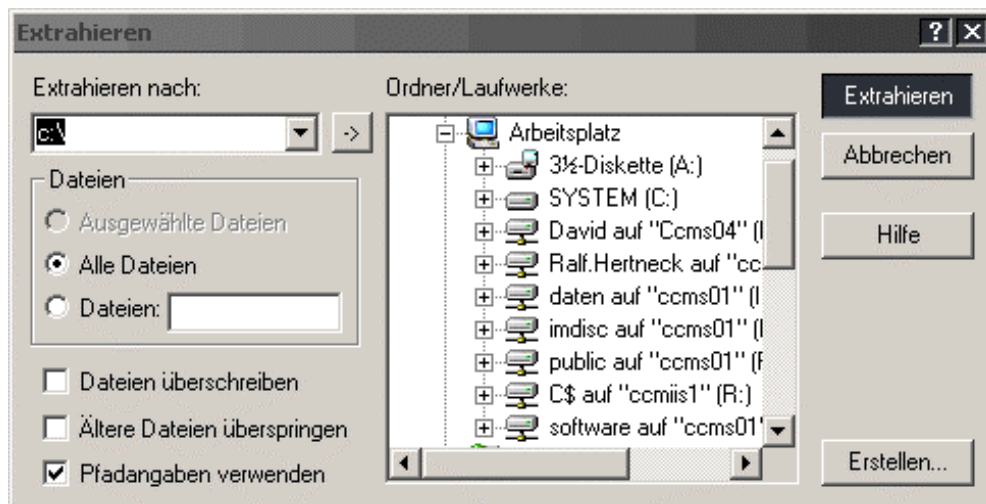 Extrahieren
Extrahieren nach:
c:\
->
Dateien
Ausgewählte Dateien
Alle Dateien
Dateien:
Dateien überschreiben
Ältere Dateien überspringen
Pfadangaben verwenden
Ordner/Laufwerke:
Arbeitsplatz
3½-Diskette (A:)
SYSTEM (C:)
David auf "Ccms04" (
Ralf.Hertneck auf "cc
daten auf "ccms01" (
imdisc auf "ccms01" (
public auf "ccms01" (
C$ auf "ccmiis1" (R:)
software auf "ccms01"
Extrahieren
Abbrechen
Hilfe
Erstellen...